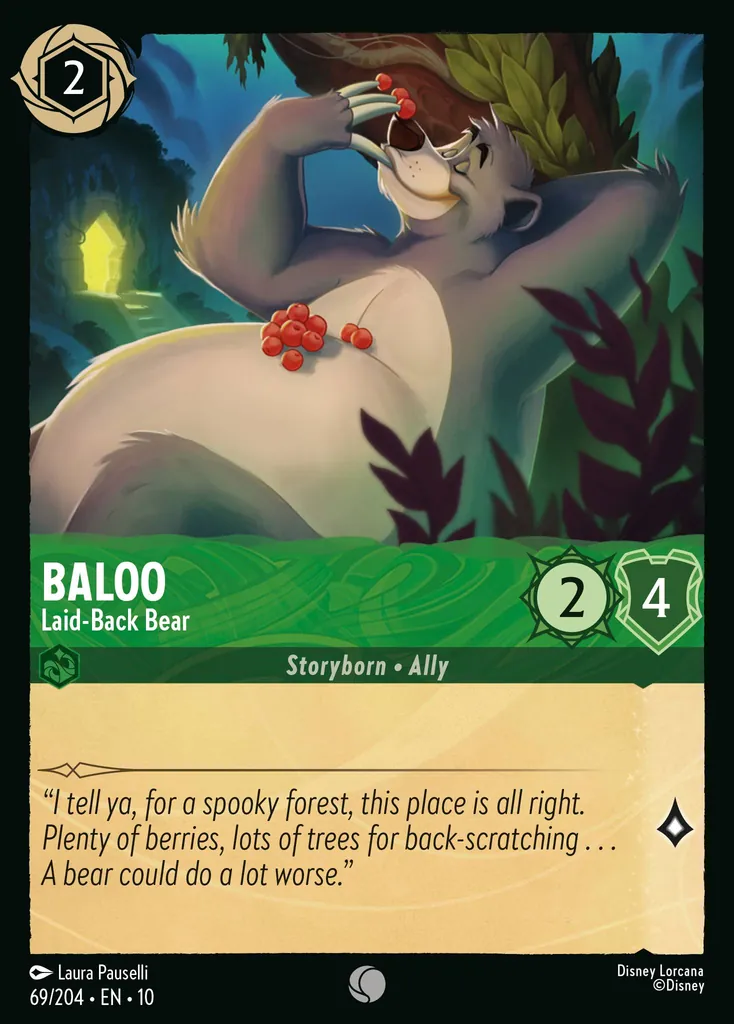 2
BALOO
Laid-Back Bear
2
4
Storyborn • Ally
“I tell ya, for a spooky forest, this place is all right.
Plenty of berries, lots of trees for back-scratching . . .
A bear could do a lot worse.”
Laura Pauselli
69/204 • EN • 10
Disney Lorcana
©Disney